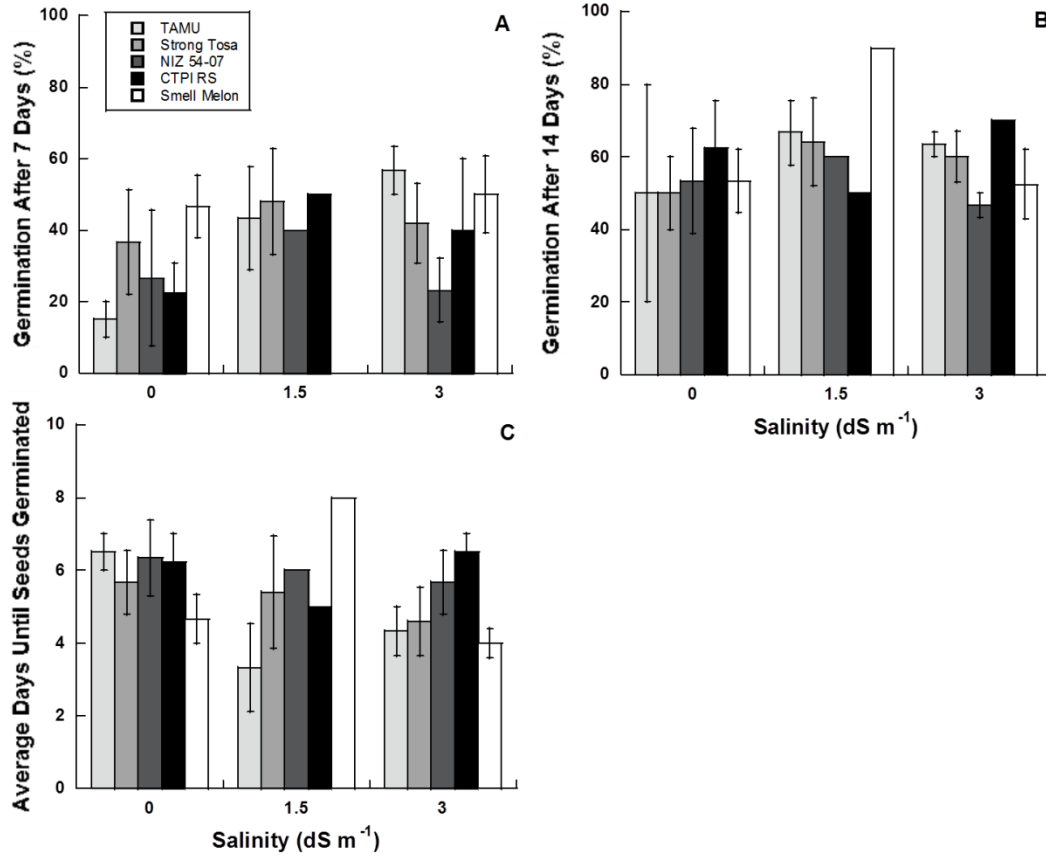 A
TAMU
Strong Tosa
NIZ 54-07
CTPI RS
Smell Melon
Germination After 7 Days (%)
100
80
60
40
20
0
0 1.5 3
B
Germination After 14 Days (%)
100
80
60
40
20
0
0 1.5 3
Salinity (dS m⁻¹)
C
Average Days Until Seeds Germinated
10
8
6
4
2
0
0 1.5 3
Salinity (dS m⁻¹)